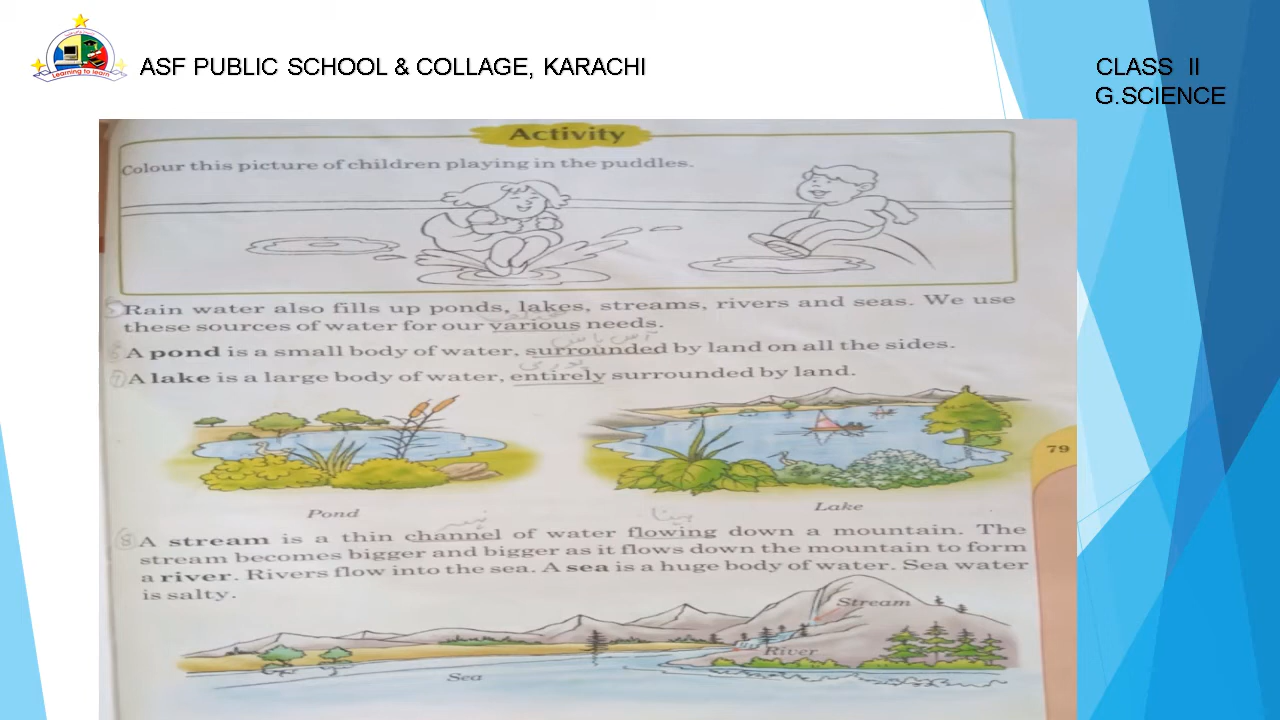 Learning to learn
ASF PUBLIC SCHOOL & COLLAGE, KARACHI
CLASS II
G.SCIENCE
Activity
Colour this picture of children playing in the puddles.
Rain water also fills up ponds, lakes, streams, rivers and seas. We use
these sources of water for our various needs.
A pond is a small body of water, surrounded by land on all the sides.
7 A lake is a large body of water, entirely surrounded by land.
79
Pond
Lake
8 A stream is a thin channel of water flowing down a mountain. The
stream becomes bigger and bigger as it flows down the mountain to form
a river. Rivers flow into the sea. A sea is a huge body of water. Sea water
is salty.
Stream
River
Sea